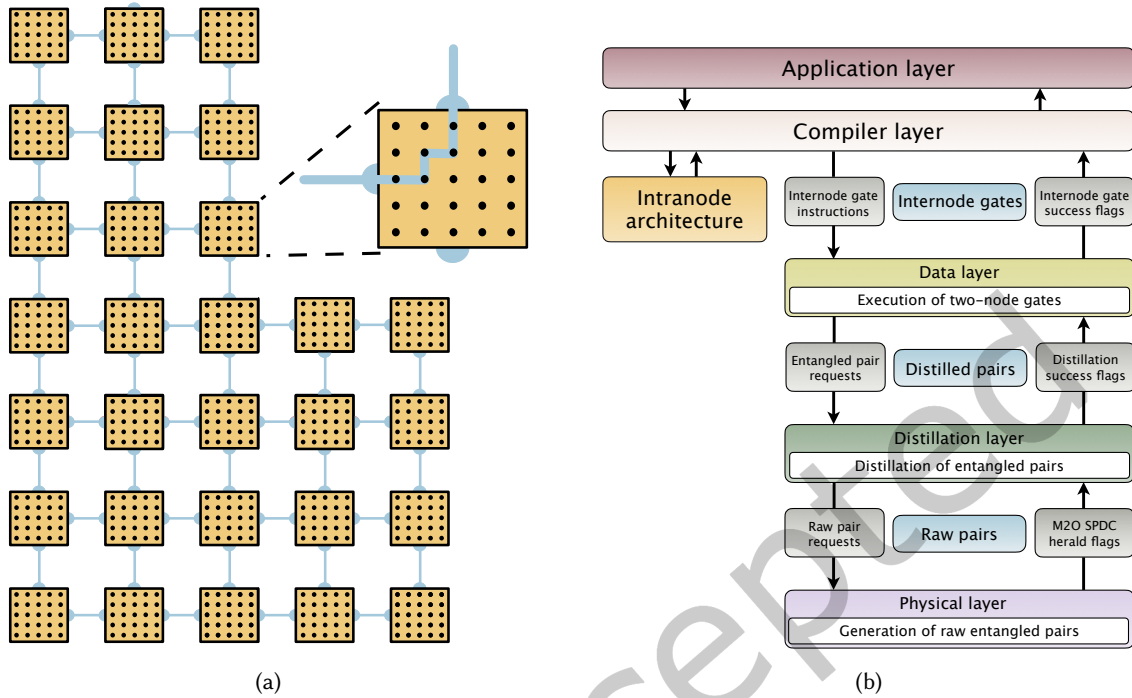 Application layer
Compiler layer
Intranode
architecture
Internode gate
instructions
Internode gates
Internode gate
success flags
Data layer
Execution of two-node gates
Entangled pair
requests
Distilled pairs
Distillation
success flags
Distillation layer
Distillation of entangled pairs
Raw pair
requests
Raw pairs
M2O SPDC
herald flags
Physical layer
Generation of raw entangled pairs
(a)
(b)
cepted